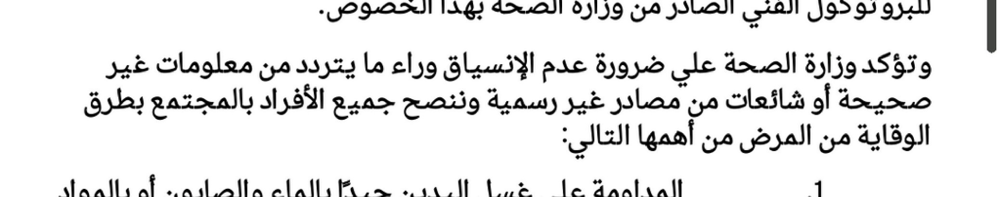 للبروتوكول الفني الصادر من وزارة الصحة بهذا الخصوص.
وتؤكد وزارة الصحة علي ضرورة عدم الإنسياق وراء ما يتردد من معلومات غير
صحيحة أو شائعات من مصادر غير رسمية وننصح جميع الأفراد بالمجتمع بطرق
الوقاية من المرض من أهمها التالي:
1. المداومة على غسل اليدين جيدًا بالماء والصابون أو بالمواد